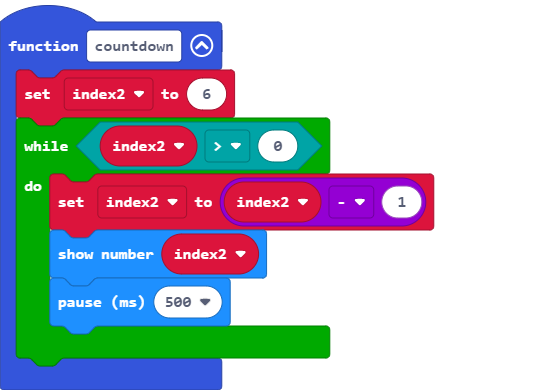 function countdown
set index2 to 6
while index2 > 0
do
set index2 to index2 - 1
show number index2
pause (ms) 500